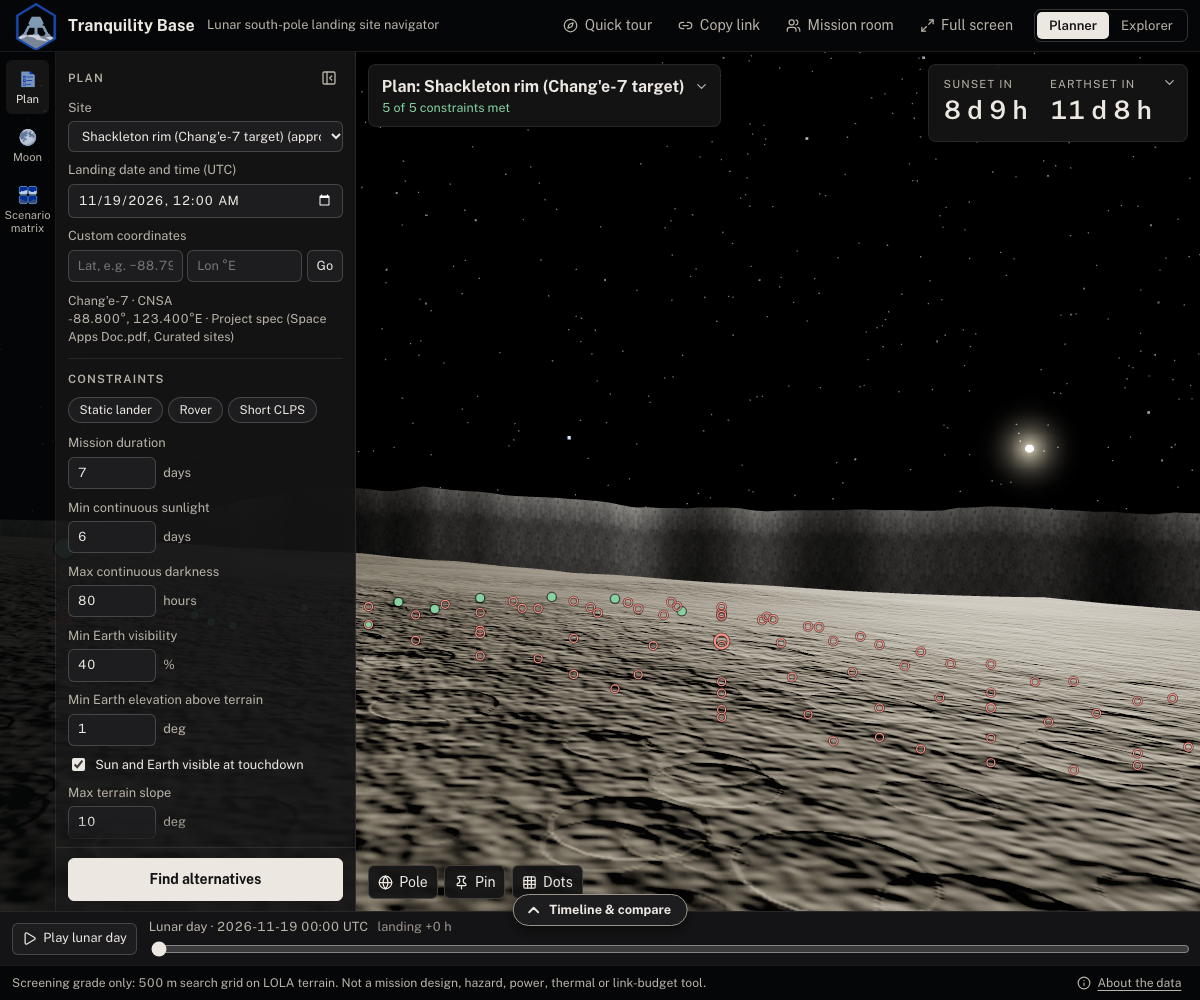 Tranquility Base
Lunar south-pole landing site navigator
Quick tour
Copy link
Mission room
Full screen
Planner
Explorer
Plan
Moon
Scenario
matrix
PLAN
Site
Shackleton rim (Chang'e-7 target) (appro
Landing date and time (UTC)
11/19/2026, 12:00 AM
Custom coordinates
Lat, e.g. −88.79
Lon °E
Go
Chang'e-7 · CNSA
-88.800°, 123.400°E · Project spec (Space
Apps Doc.pdf, Curated sites)
CONSTRAINTS
Static lander
Rover
Short CLPS
Mission duration
7 days
Min continuous sunlight
6 days
Max continuous darkness
80 hours
Min Earth visibility
40 %
Min Earth elevation above terrain
1 deg
Sun and Earth visible at touchdown
Max terrain slope
10 deg
Find alternatives
Plan: Shackleton rim (Chang'e-7 target)
5 of 5 constraints met
SUNSET IN
8 d 9 h
EARTHSET IN
11 d 8 h
Pole
Pin
Dots
Timeline & compare
Play lunar day
Lunar day · 2026-11-19 00:00 UTC landing +0 h
Screening grade only: 500 m search grid on LOLA terrain. Not a mission design, hazard, power, thermal or link-budget tool.
About the data